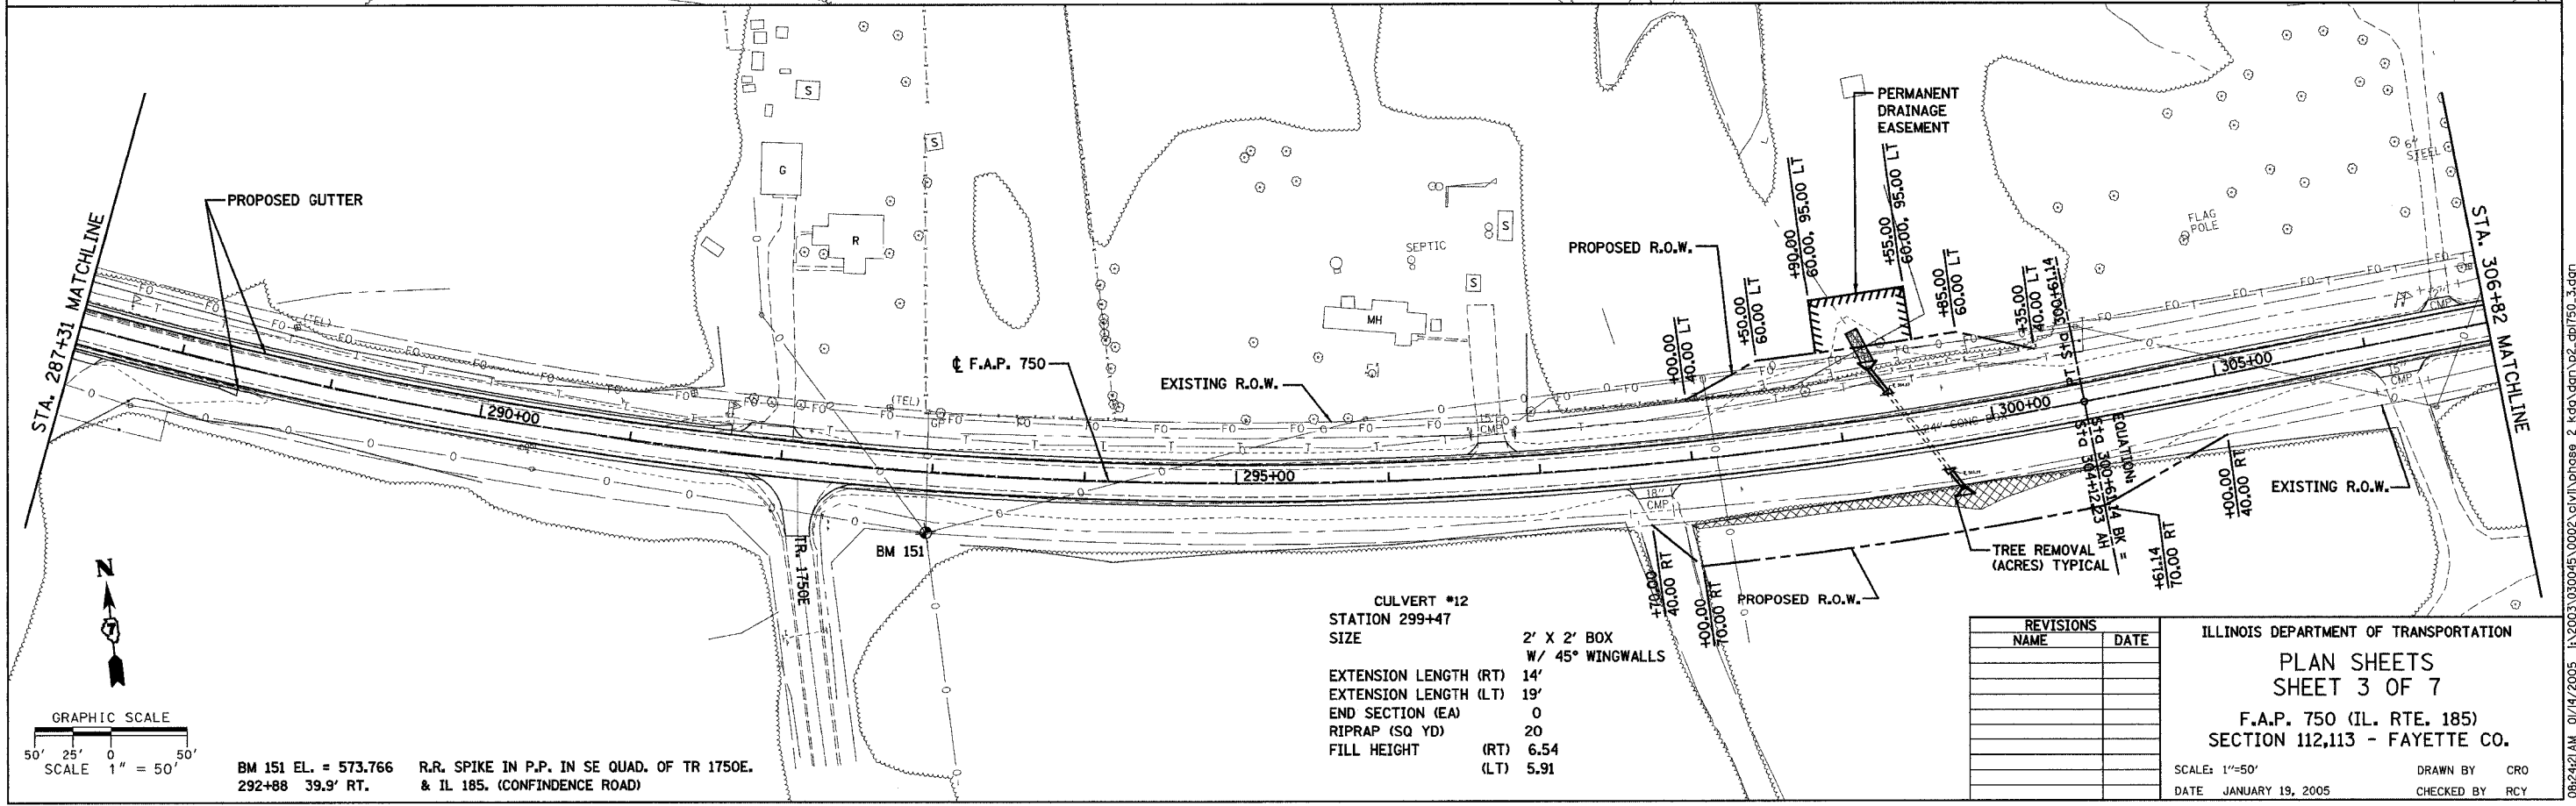 STA. 287+31 MATCHLINE
PROPOSED GUTTER
S
G
R
S
(TEL)
FO
T
290+00
TR. 1750E
BM 151
(TEL)
GP
℄ F.A.P. 750
295+00
EXISTING R.O.W.
SEPTIC
S
S
MH
15"
CMP
18"
CMP
PROPOSED R.O.W.
+00.00
40.00 LT
+50.00
60.00 LT
+90.00
60.00', 95.00 LT
PERMANENT
DRAINAGE
EASEMENT
+55.00
60.00', 95.00 LT
+85.00
60.00 LT
+35.00
40.00 LT
PT Sta 300+61.14
300+00
EQUATION:
Sta 300+61.14 BK =
Sta 304+12.23 AH
305+00
FLAG
POLE
6"
STEEL
CMP
15"
CMP
STA. 306+82 MATCHLINE
EXISTING R.O.W.
+00.00
40.00 RT
+61.14
70.00 RT
TREE REMOVAL
(ACRES) TYPICAL
PROPOSED R.O.W.
+70.00
40.00 RT
+00.00
70.00 RT
N
7
GRAPHIC SCALE
50' 25' 0 50'
SCALE 1" = 50'
BM 151 EL. = 573.766 R.R. SPIKE IN P.P. IN SE QUAD. OF TR 1750E.
292+88 39.9' RT. & IL 185. (CONFINDENCE ROAD)
CULVERT #12
STATION 299+47
SIZE 2' X 2' BOX
W/ 45° WINGWALLS
EXTENSION LENGTH (RT) 14'
EXTENSION LENGTH (LT) 19'
END SECTION (EA) 0
RIPRAP (SQ YD) 20
FILL HEIGHT (RT) 6.54
(LT) 5.91
REVISIONS
NAME DATE
ILLINOIS DEPARTMENT OF TRANSPORTATION
PLAN SHEETS
SHEET 3 OF 7
F.A.P. 750 (IL. RTE. 185)
SECTION 112,113 - FAYETTE CO.
SCALE: 1"=50' DRAWN BY CRO
DATE JANUARY 19, 2005 CHECKED BY RCY